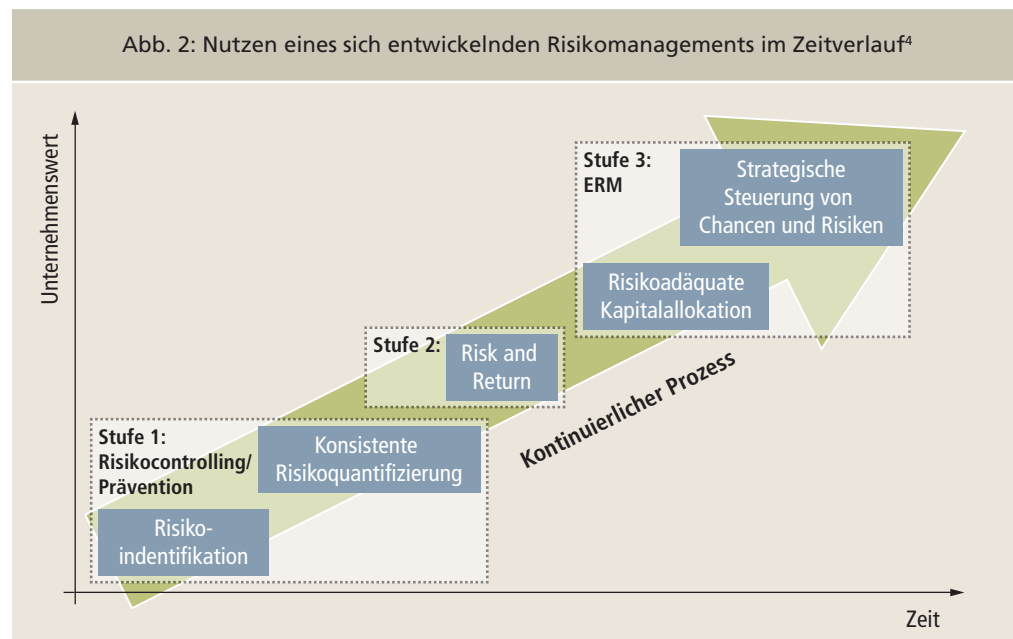 Abb. 2: Nutzen eines sich entwickelnden Risikomanagements im Zeitverlauf⁴
Unternehmenswert
Stufe 3:
ERM
Strategische
Steuerung von
Chancen und Risiken
Risikoadäquate
Kapitalallokation
Stufe 2:
Risk and
Return
Kontinuierlicher Prozess
Stufe 1:
Risikocontrolling/
Prävention
Konsistente
Risikoquantifizierung
Risiko-
indentifikation
Zeit